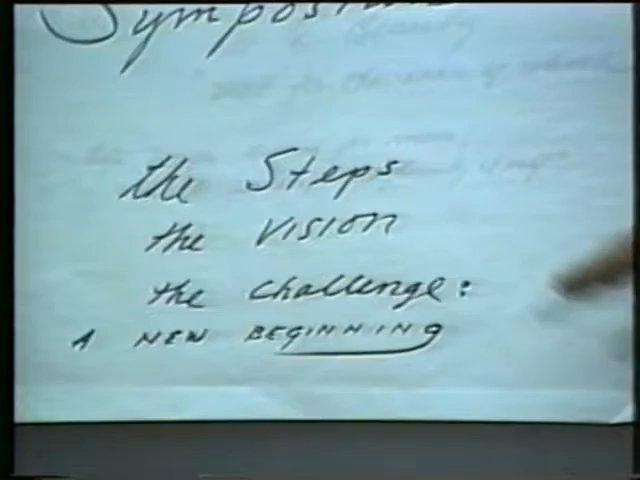 Symposium
the Steps
the Vision
the Challenge:
A NEW BEGINNING